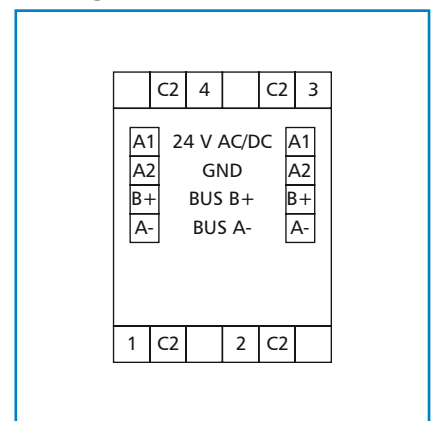 C2 4 C2 3
A1 24 V AC/DC A1
A2 GND A2
B+ BUS B+ B+
A- BUS A- A-
1 C2 2 C2